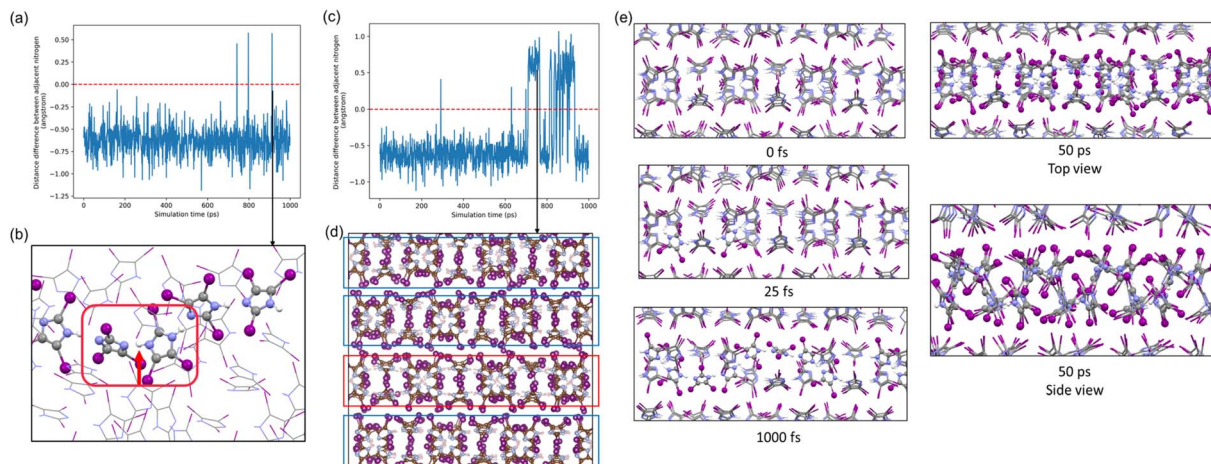 (a)
0.50
0.25
0.00
−0.25
−0.50
−0.75
−1.00
−1.25
Distance difference between adjacent nitrogen
(angstrom)
0
200
400
600
800
1000
Simulation time (ps)
(b)
(c)
1.0
0.5
0.0
−0.5
−1.0
Distance difference between adjacent nitrogen
(angstrom)
0
200
400
600
800
1000
Simulation time (ps)
(d)
(e)
0 fs
25 fs
1000 fs
50 ps
Top view
50 ps
Side view